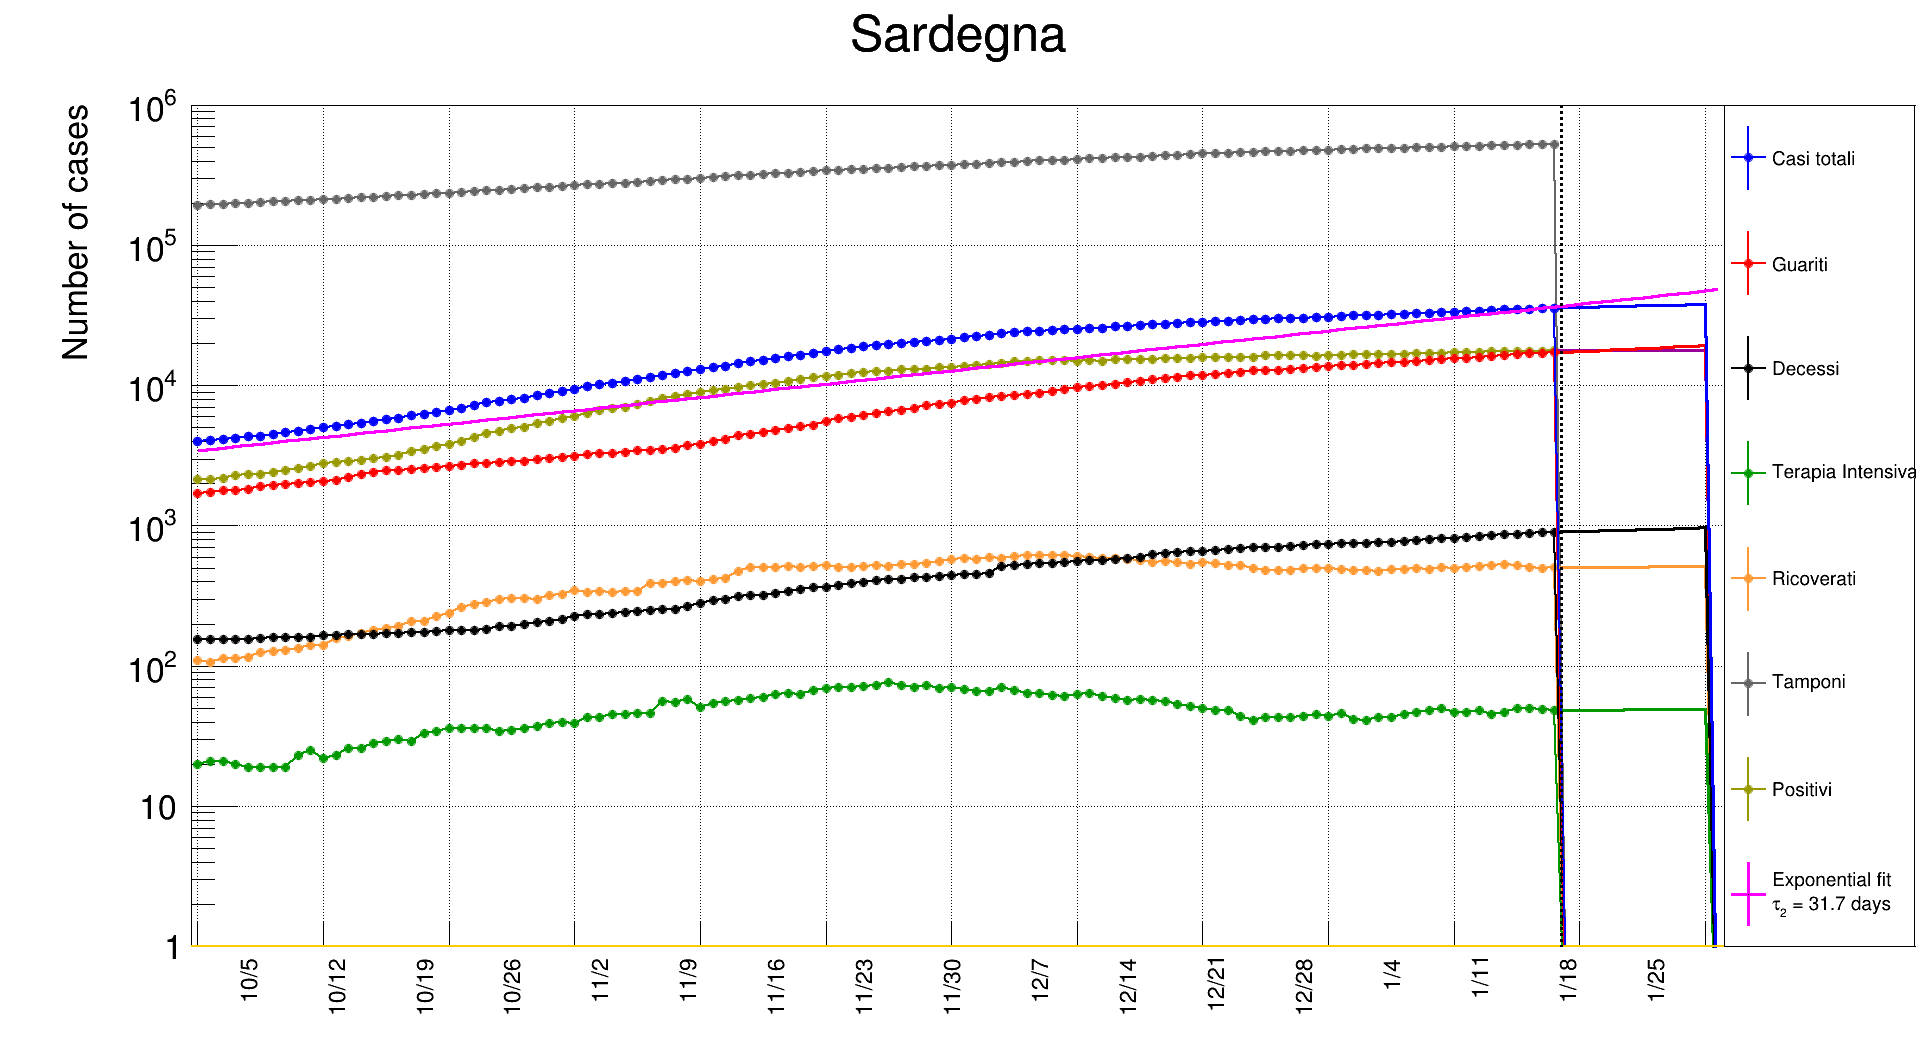 Sardegna
Number of cases
10^6
10^5
10^4
10^3
10^2
10
1
10/5
10/12
10/19
10/26
11/2
11/9
11/16
11/23
11/30
12/7
12/14
12/21
12/28
1/4
1/11
1/18
1/25
Casi totali
Guariti
Decessi
Terapia Intensiva
Ricoverati
Tamponi
Positivi
Exponential fit
τ₂ = 31.7 days